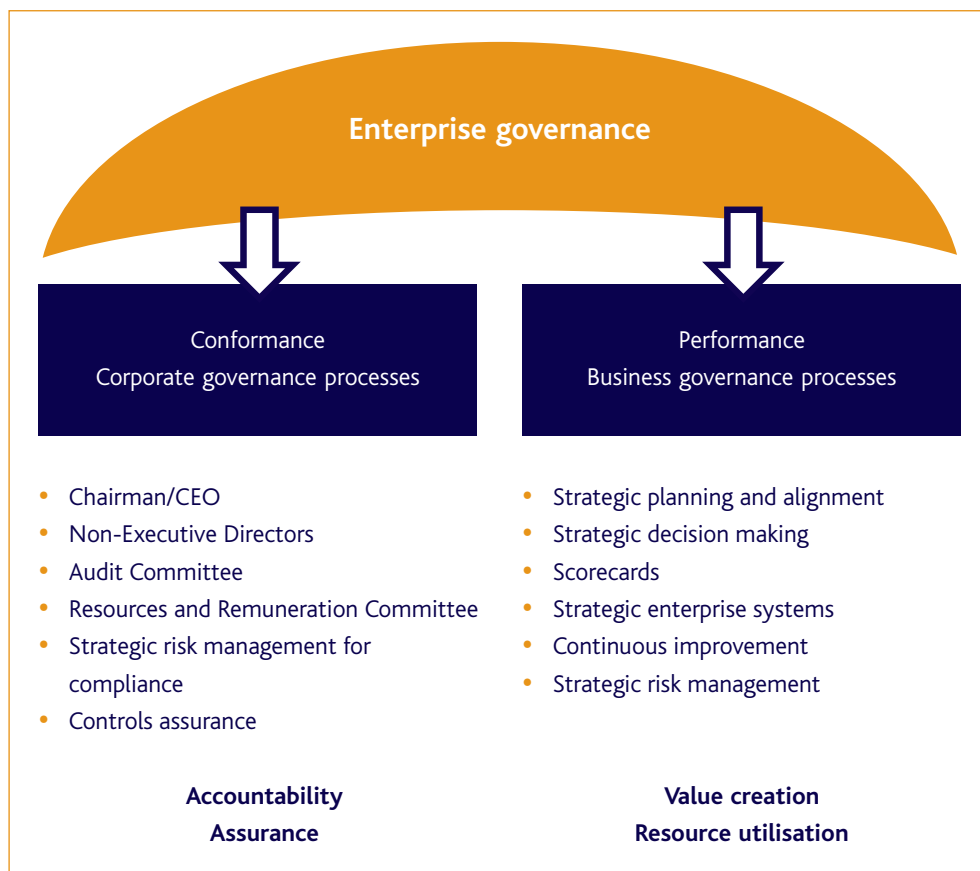 Enterprise governance
Conformance
Corporate governance processes
• Chairman/CEO
• Non-Executive Directors
• Audit Committee
• Resources and Remuneration Committee
• Strategic risk management for
compliance
• Controls assurance
Accountability
Assurance
Performance
Business governance processes
• Strategic planning and alignment
• Strategic decision making
• Scorecards
• Strategic enterprise systems
• Continuous improvement
• Strategic risk management
Value creation
Resource utilisation